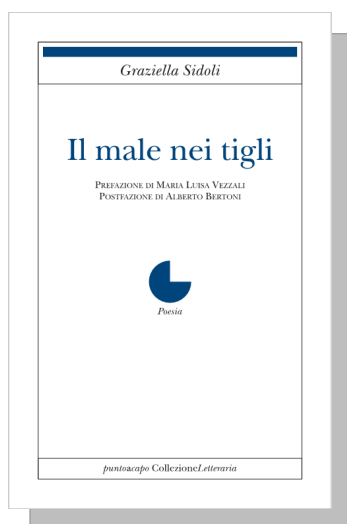 Graziella Sidoli
Il male nei tigli
Prefazione di Maria Luisa Vezzali
Postfazione di Alberto Bertoni
Poesia
puntoacapo CollezioneLetteraria